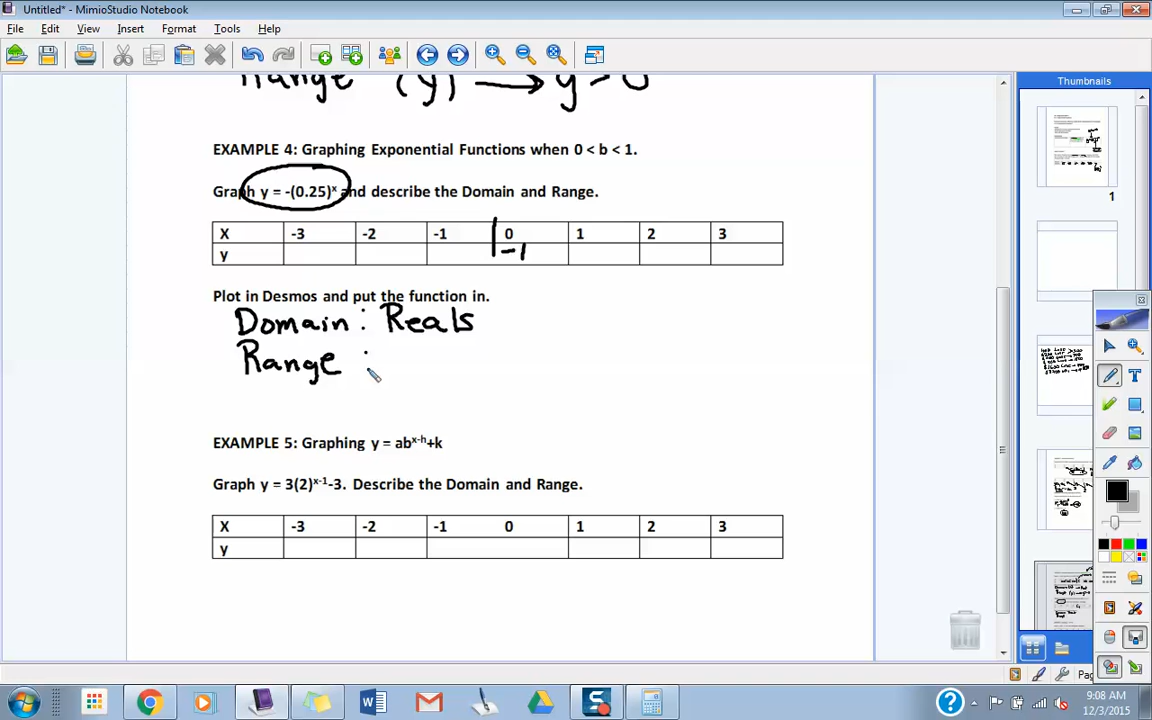 Untitled* - MimioStudio Notebook
File Edit View Insert Format Tools Help
Range (y) → y > 0
Thumbnails
EXAMPLE 4: Graphing Exponential Functions when 0 < b < 1.
Graph y = -(0.25)ˣ and describe the Domain and Range.
X -3 -2 -1 0 1 2 3
y -1
1
Plot in Desmos and put the function in.
Domain : Reals
Range :
EXAMPLE 5: Graphing y = abˣ⁻ʰ+k
Graph y = 3(2)ˣ⁻¹-3. Describe the Domain and Range.
X -3 -2 -1 0 1 2 3
y
Pag
9:08 AM
12/3/2015